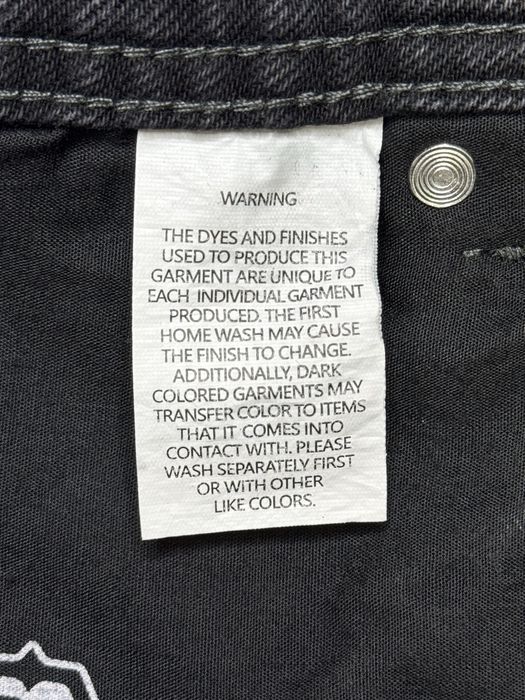 WARNING
THE DYES AND FINISHES
USED TO PRODUCE THIS
GARMENT ARE UNIQUE TO
EACH INDIVIDUAL GARMENT
PRODUCED. THE FIRST
HOME WASH MAY CAUSE
THE FINISH TO CHANGE.
ADDITIONALLY, DARK
COLORED GARMENTS MAY
TRANSFER COLOR TO ITEMS
THAT IT COMES INTO
CONTACT WITH. PLEASE
WASH SEPARATELY FIRST
OR WITH OTHER
LIKE COLORS.